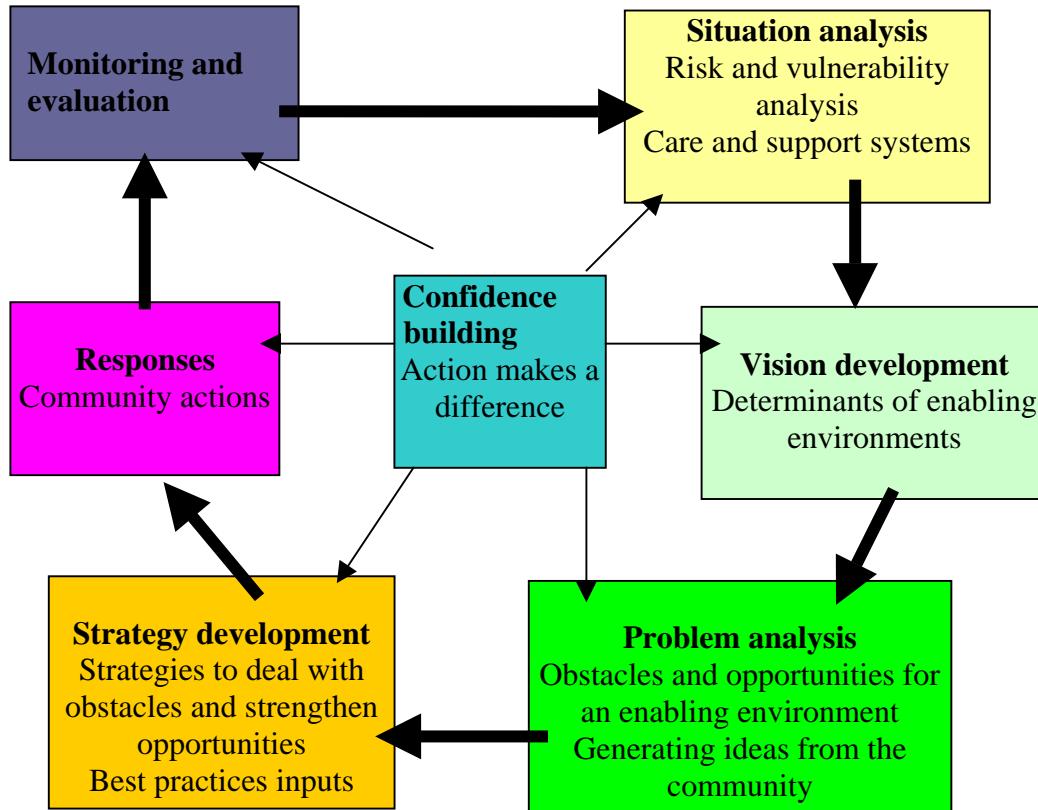 Monitoring and
evaluation
Situation analysis
Risk and vulnerability
analysis
Care and support systems
Confidence
building
Action makes a
difference
Responses
Community actions
Vision development
Determinants of enabling
environments
Strategy development
Strategies to deal with
obstacles and strengthen
opportunities
Best practices inputs
Problem analysis
Obstacles and opportunities for
an enabling environment
Generating ideas from the
community